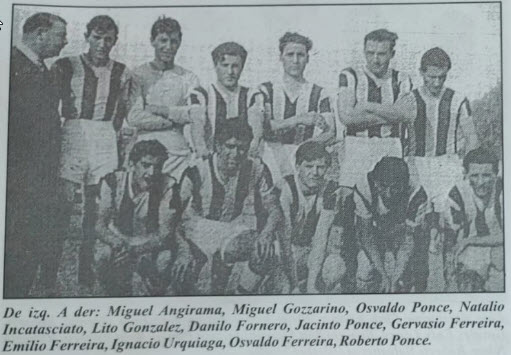 De izq. A der: Miguel Angirama, Miguel Gozzarino, Osvaldo Ponce, Natalio
Incatasciato, Lito Gonzalez, Danilo Fornero, Jacinto Ponce, Gervasio Ferreira,
Emilio Ferreira, Ignacio Urquiaga, Osvaldo Ferreira, Roberto Ponce.